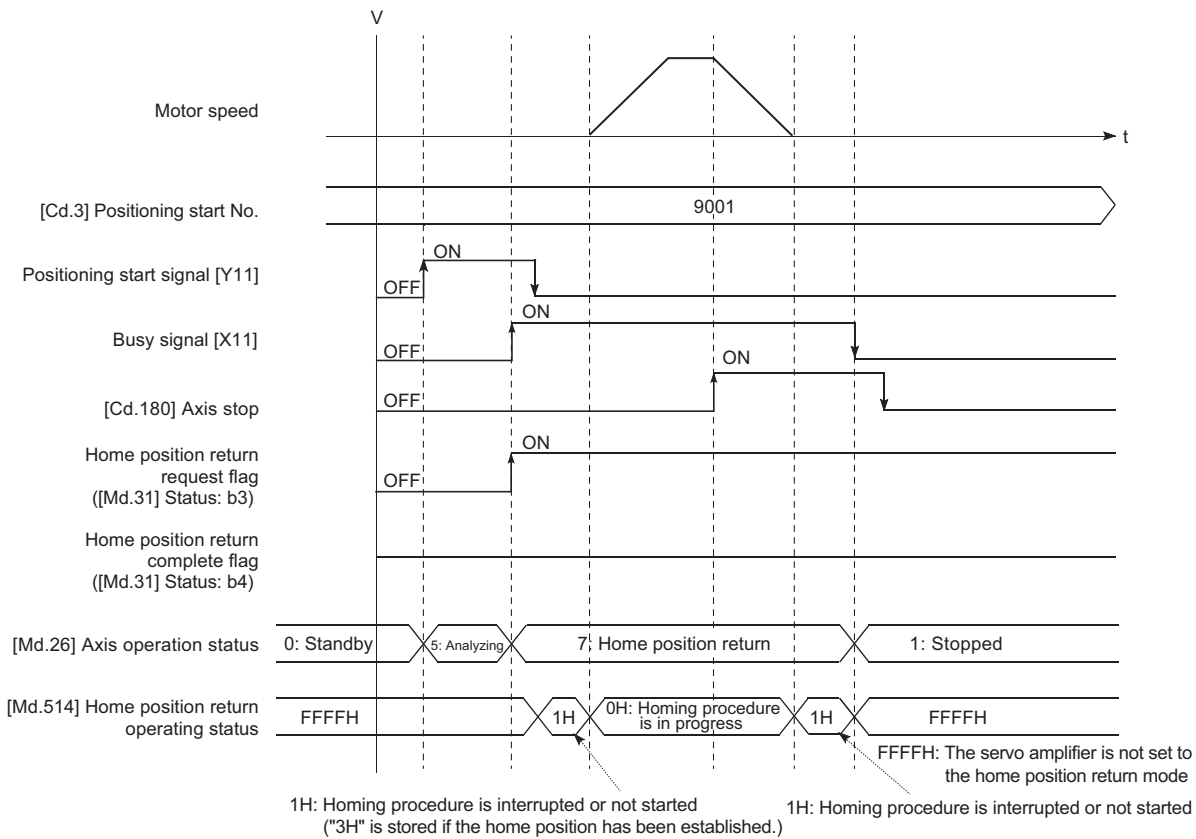 V
Motor speed
t
[Cd.3] Positioning start No.
9001
Positioning start signal [Y11]
OFF
ON
Busy signal [X11]
OFF
ON
[Cd.180] Axis stop
OFF
ON
Home position return
request flag
([Md.31] Status: b3)
OFF
ON
Home position return
complete flag
([Md.31] Status: b4)
[Md.26] Axis operation status
0: Standby
5: Analyzing
7: Home position return
1: Stopped
[Md.514] Home position return
operating status
FFFFH
1H
0H: Homing procedure
is in progress
1H
FFFFH
FFFFH: The servo amplifier is not set to
the home position return mode
1H: Homing procedure is interrupted or not started
("3H" is stored if the home position has been established.)
1H: Homing procedure is interrupted or not started